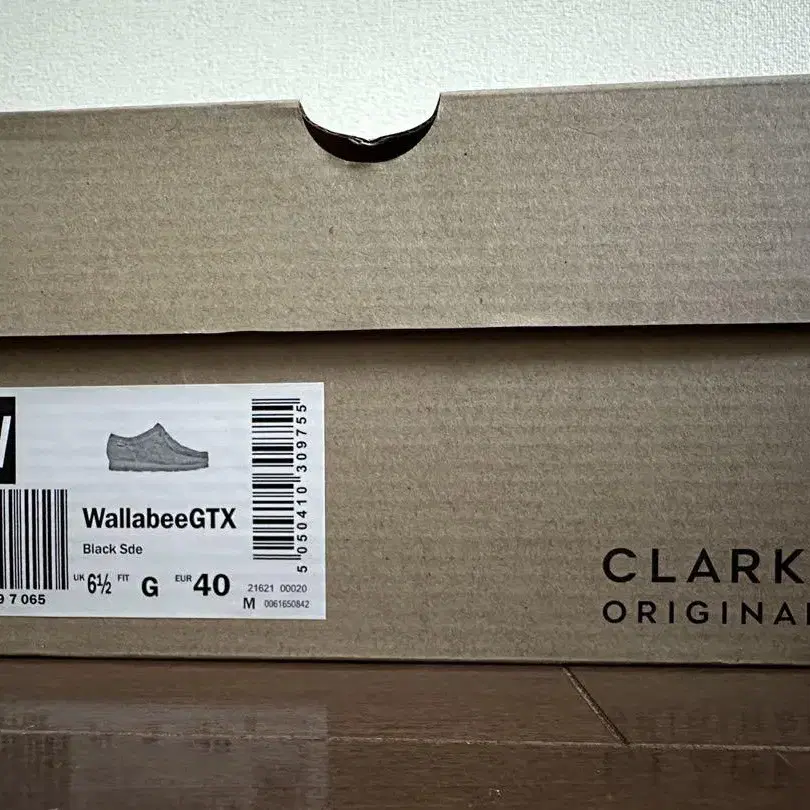 WallabeeGTX
Black Sde
UK 6½ FIT G EUR 40
21621 00020
M 0061650842
9 7 065
5 050410 309755
CLARK
ORIGINA